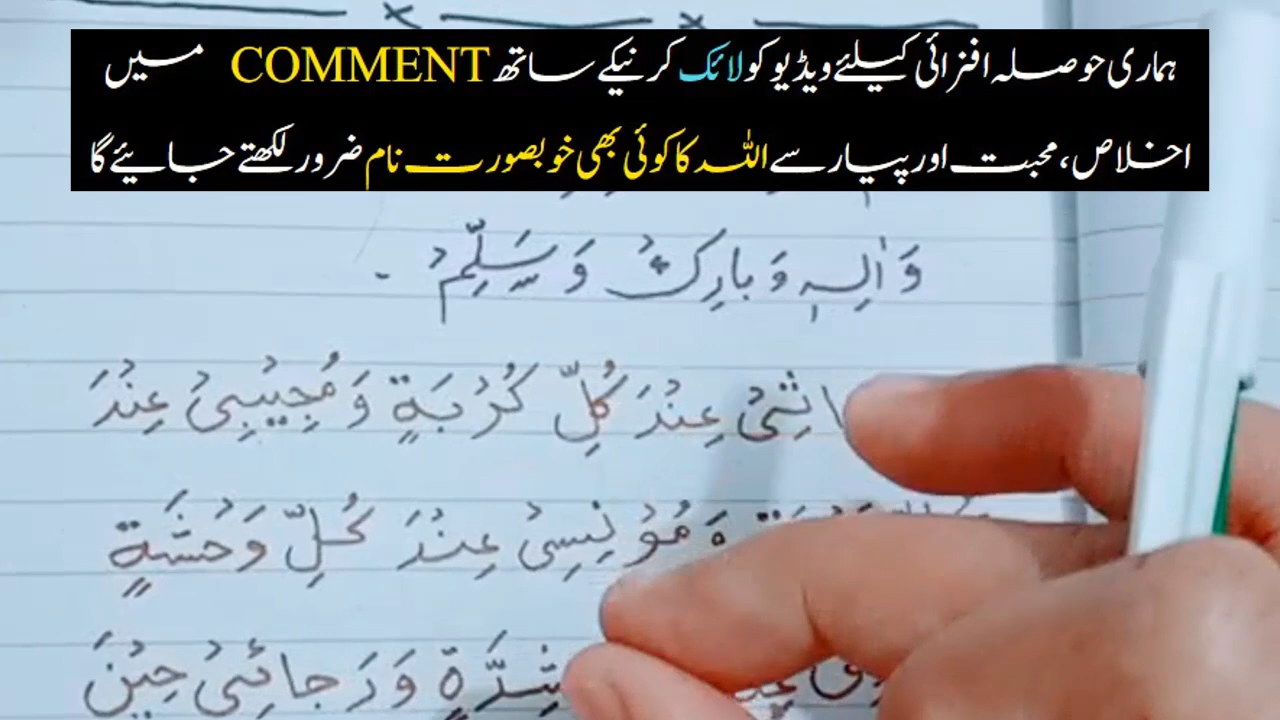 ہماری حوصلہ افزائی کیلئے ویڈیو کو لائک کرنیکے ساتھ COMMENT میں
اخلاص، محبت اور پیار سے اللہ کا کوئی بھی خوبصورت نام ضرور لکھتے جائیے گا
وَاٰلِہٖ وَبَارِکْ وَسَلِّمْ ۔
عِنْدَ کُلِّ کُرْبَۃٍ وَمُجِیْبِیْ عِنْدَ
وَمُوْنِسِیْ عِنْدَ کُلِّ وَحْشَۃٍ
شِدَّۃٍ وَرَجَائِیْ حِیْنَ